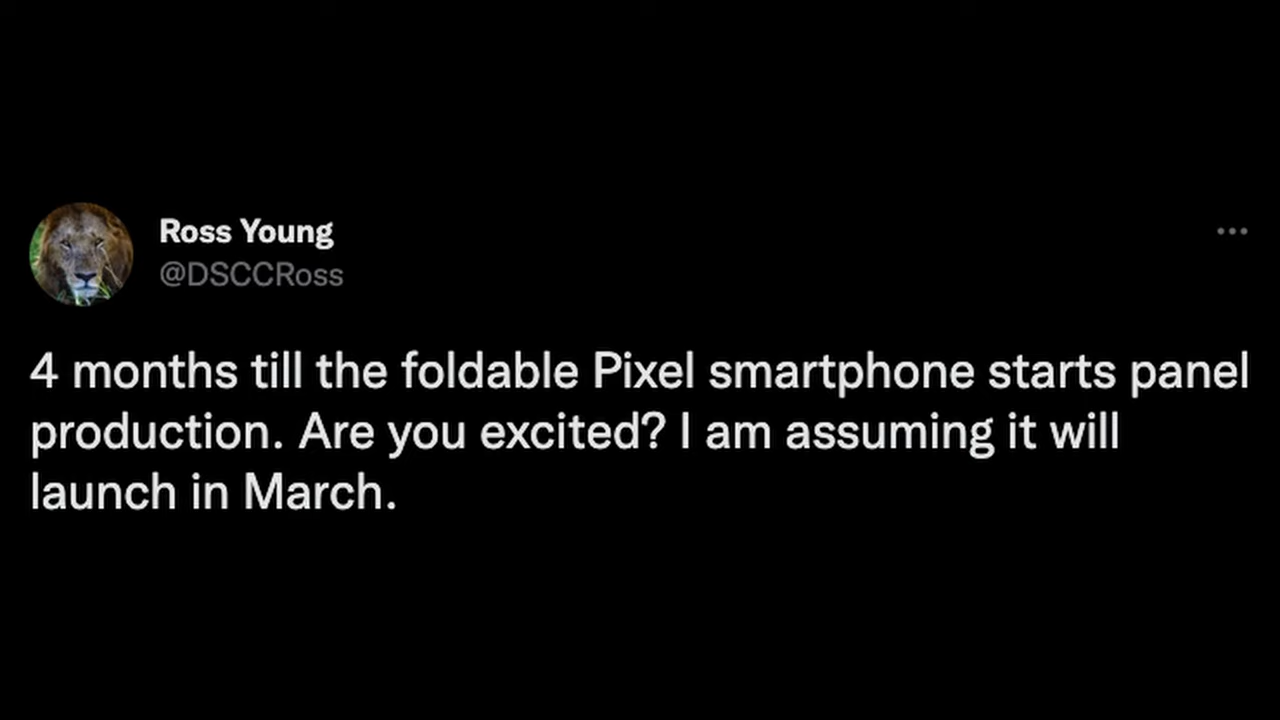 Ross Young
@DSCCRoss
4 months till the foldable Pixel smartphone starts panel
production. Are you excited? I am assuming it will
launch in March.